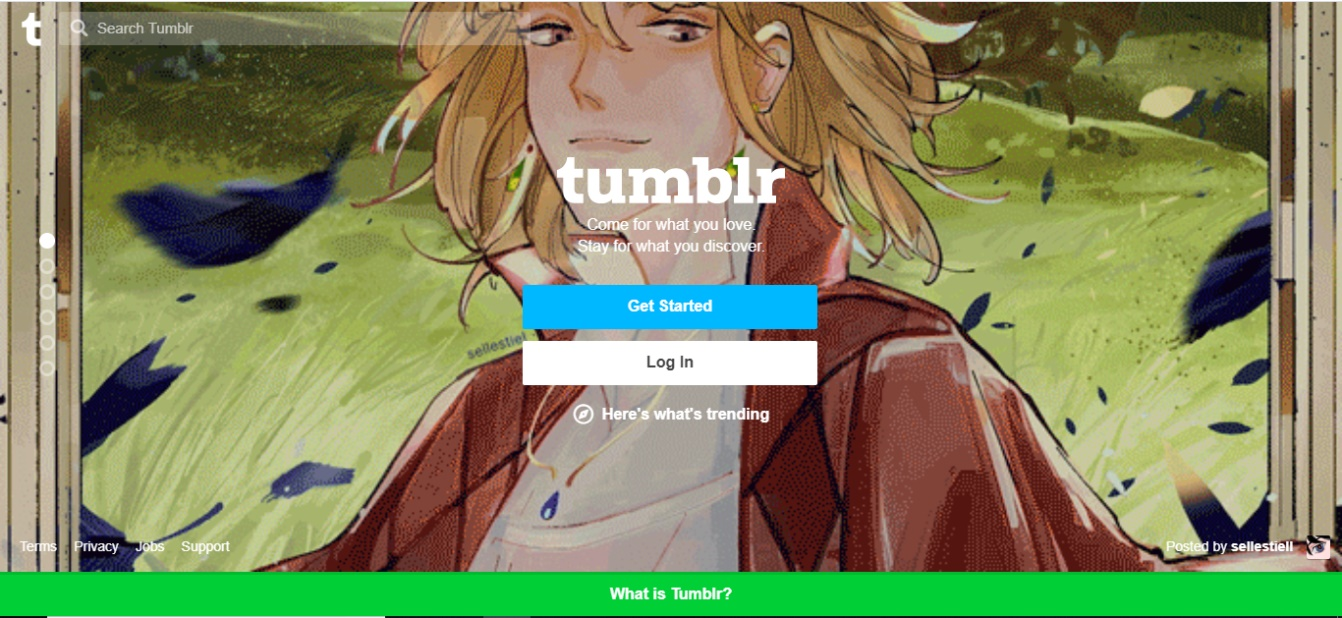 t
Search Tumblr
tumblr
Come for what you love.
Stay for what you discover.
Get Started
sellestiel
Log In
Here's what's trending
Terms Privacy Jobs Support
Posted by sellestiell
What is Tumblr?